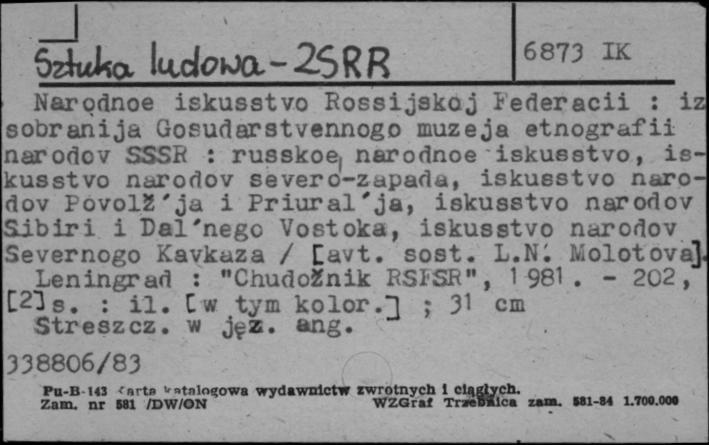 Sztuka ludowa - ZSRR
6873 IK
Narodnoe iskusstvo Rossijskoj Federacii : iz
sobranija Gosudarstvennogo muzeja etnografii
narodov SSSR : russkoe, narodnoe iskusstvo, is-
kusstvo narodov severo-zapada, iskusstvo naro-
dov Povolž'ja i Priural'ja, iskusstvo narodov
Sibiri i Dal'nego Vostoka, iskusstvo narodov
Severnogo Kavkaza / [avt. sost. L.N. Molotova].
Leningrad : "Chudožnik RSFSR", 1981. - 202,
[2] s. : il. [w tym kolor.] ; 31 cm
Streszcz. w jęz. ang.
338806/83
Pu-B-143 Karta katalogowa wydawnictw zwrotnych i ciągłych.
Zam. nr 581 /DW/ON WZGraf Trzebnica zam. 581-84 1.700.000